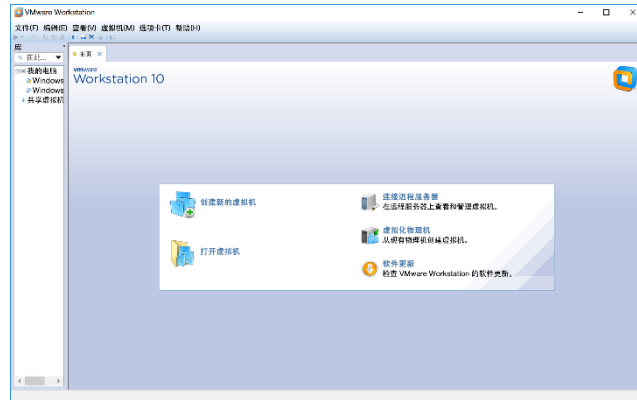 VMware Workstation
文件(F) 编辑(E) 查看(V) 虚拟机(M) 选项卡(T) 帮助(H)
库
在此...
主页
我的电脑
Windows
Windows
共享虚拟机
vmware
Workstation 10
创建新的虚拟机
打开虚拟机
连接远程服务器
在远程服务器上查看和管理虚拟机。
虚拟化物理机
从现有物理机创建虚拟机。
软件更新
检查 VMware Workstation 的软件更新。